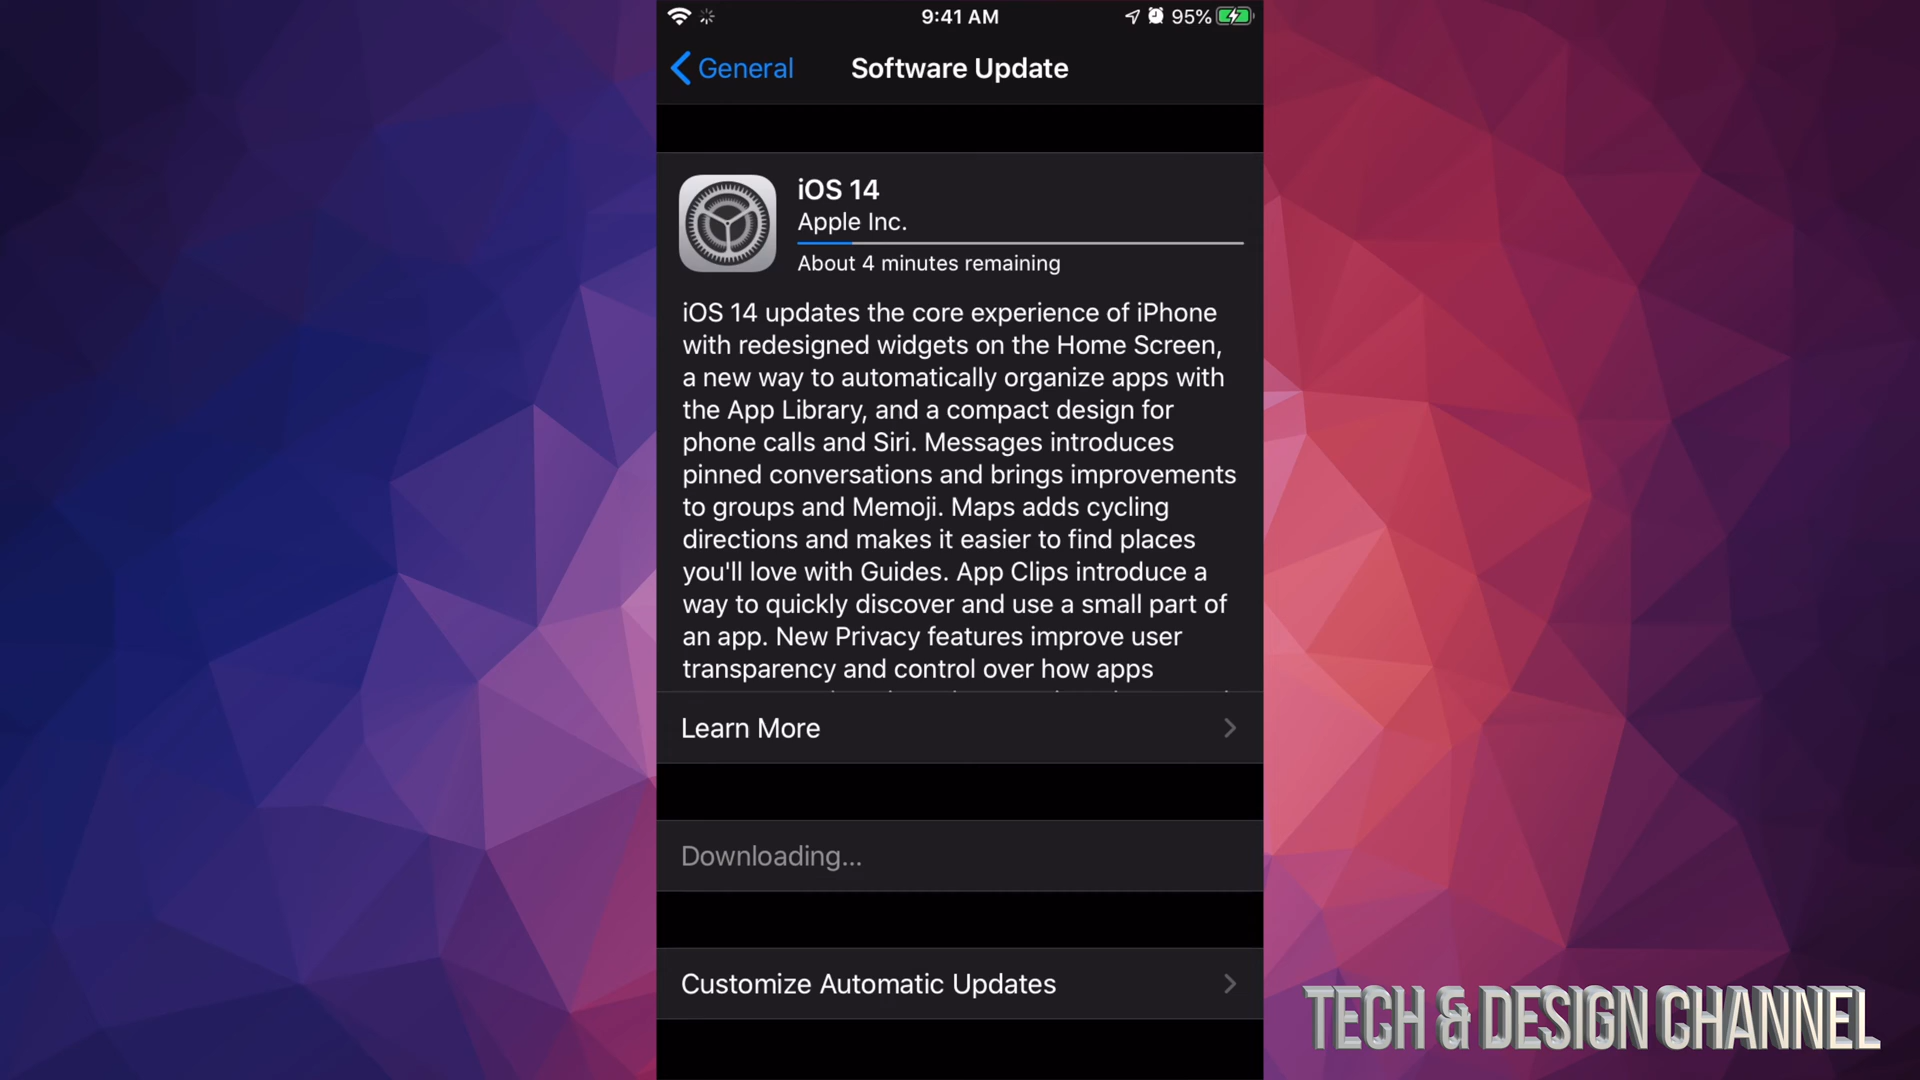 9:41 AM
95%
General
Software Update
iOS 14
Apple Inc.
About 4 minutes remaining
iOS 14 updates the core experience of iPhone
with redesigned widgets on the Home Screen,
a new way to automatically organize apps with
the App Library, and a compact design for
phone calls and Siri. Messages introduces
pinned conversations and brings improvements
to groups and Memoji. Maps adds cycling
directions and makes it easier to find places
you'll love with Guides. App Clips introduce a
way to quickly discover and use a small part of
an app. New Privacy features improve user
transparency and control over how apps
Learn More
Downloading...
Customize Automatic Updates
TECH & DESIGN CHANNEL